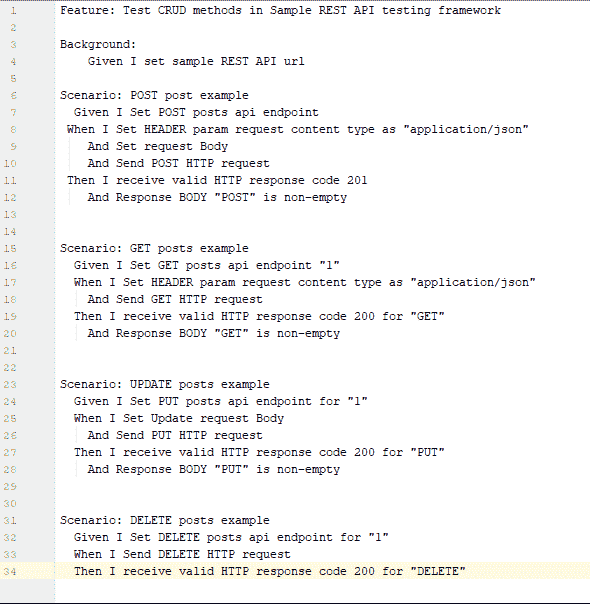 1 Feature: Test CRUD methods in Sample REST API testing framework
2
3 Background:
4 Given I set sample REST API url
5
6 Scenario: POST post example
7 Given I Set POST posts api endpoint
8 When I Set HEADER param request content type as "application/json"
9 And Set request Body
10 And Send POST HTTP request
11 Then I receive valid HTTP response code 201
12 And Response BODY "POST" is non-empty
13
14
15 Scenario: GET posts example
16 Given I Set GET posts api endpoint "1"
17 When I Set HEADER param request content type as "application/json"
18 And Send GET HTTP request
19 Then I receive valid HTTP response code 200 for "GET"
20 And Response BODY "GET" is non-empty
21
22
23 Scenario: UPDATE posts example
24 Given I Set PUT posts api endpoint for "1"
25 When I Set Update request Body
26 And Send PUT HTTP request
27 Then I receive valid HTTP response code 200 for "PUT"
28 And Response BODY "PUT" is non-empty
29
30
31 Scenario: DELETE posts example
32 Given I Set DELETE posts api endpoint for "1"
33 When I Send DELETE HTTP request
34 Then I receive valid HTTP response code 200 for "DELETE"